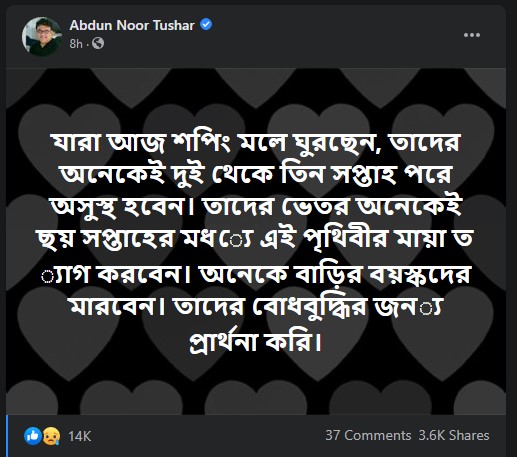 Abdun Noor Tushar
8h ·
যারা আজ শপিং মলে ঘুরছেন, তাদের
অনেকেই দুই থেকে তিন সপ্তাহ পরে
অসুস্থ হবেন। তাদের ভেতর অনেকেই
ছয় সপ্তাহের মধ্যে এই পৃথিবীর মায়া ত
্যাগ করবেন। অনেকে বাড়ির বয়স্কদের
মারবেন। তাদের বোধবুদ্ধির জন্য
প্রার্থনা করি।
14K 37 Comments 3.6K Shares